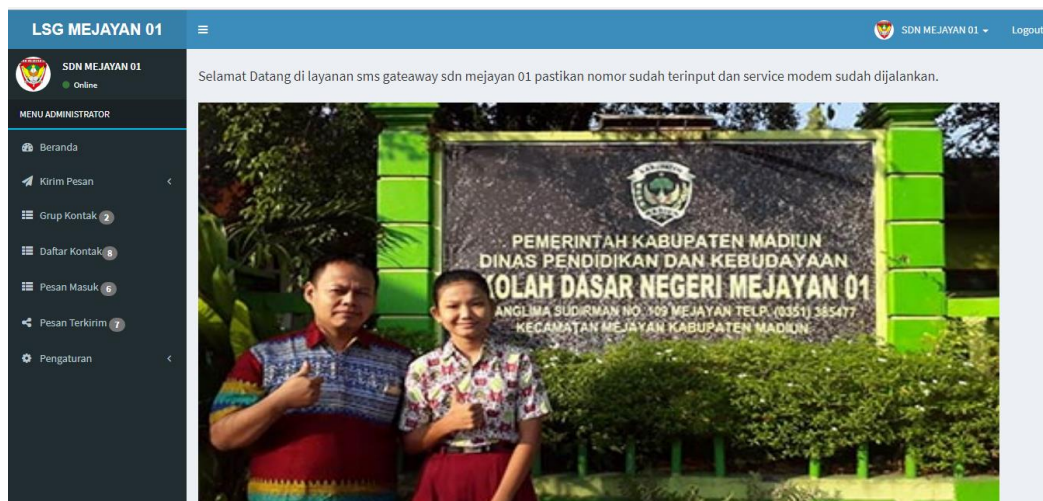 LSG MEJAYAN 01
SDN MEJAYAN 01
Logout
SDN MEJAYAN 01
Online
MENU ADMINISTRATOR
Beranda
Kirim Pesan
Grup Kontak 2
Daftar Kontak 8
Pesan Masuk 6
Pesan Terkirim 7
Pengaturan
Selamat Datang di layanan sms gateaway sdn mejayan 01 pastikan nomor sudah terinput dan service modem sudah dijalankan.
PEMERINTAH KABUPATEN MADIUN
DINAS PENDIDIKAN DAN KEBUDAYAAN
KOLAH DASAR NEGERI MEJAYAN 01
ANGLIMA SUDIRMAN NO. 109 MEJAYAN TELP. (0351) 385477
KECAMATAN MEJAYAN KABUPATEN MADIUN